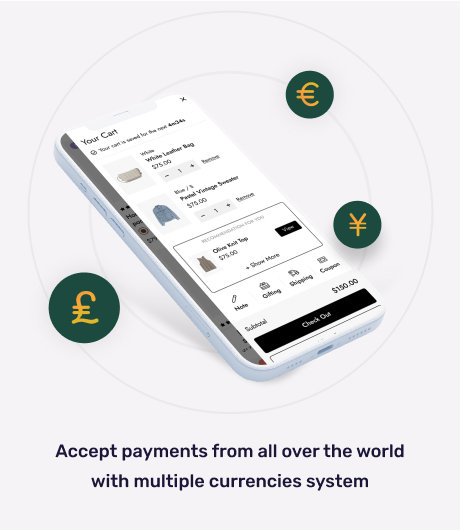 Your Cart
Your cart is saved for the next 4m34s
White
White Leather Bag
$75.00
Remove
− 1 +
Blue / S
Pastel Vintage Sweater
$75.00
Remove
− 1 +
RECOMMENDATION FOR YOU
Olive Knit Top
$75.00
View
+ Show More
Note
Gifting
Shipping
Coupon
Subtotal
$150.00
Check Out
€
¥
£
Accept payments from all over the world
with multiple currencies system